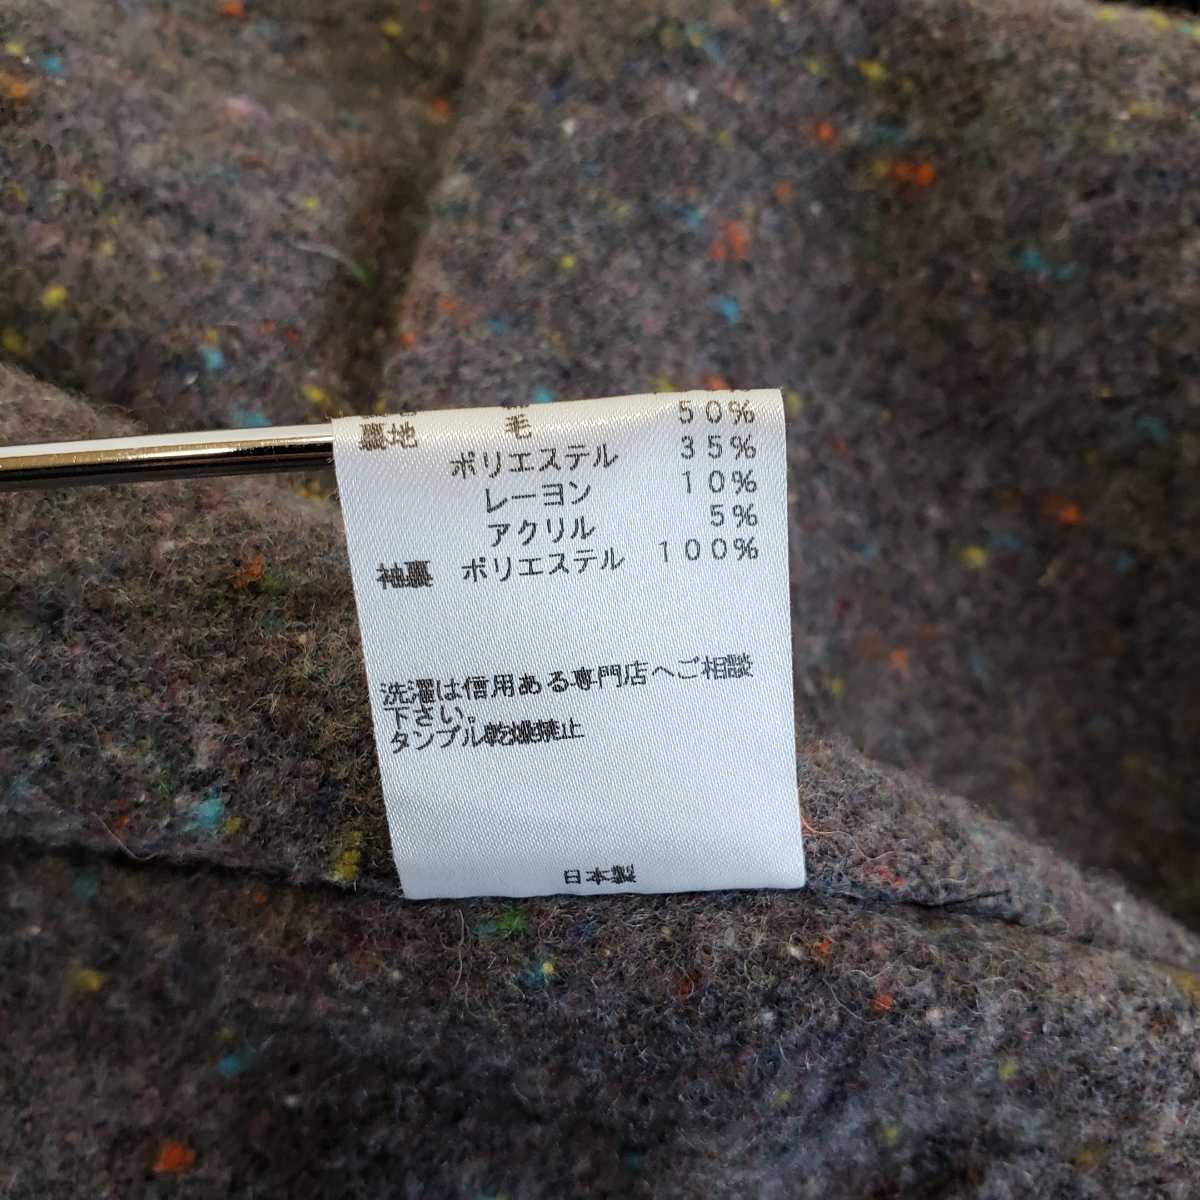 裏地 毛 50%
ポリエステル 35%
レーヨン 10%
アクリル 5%
袖裏 ポリエステル 100%
洗濯は信用ある専門店へご相談
下さい。
タンブル乾燥禁止
日本製